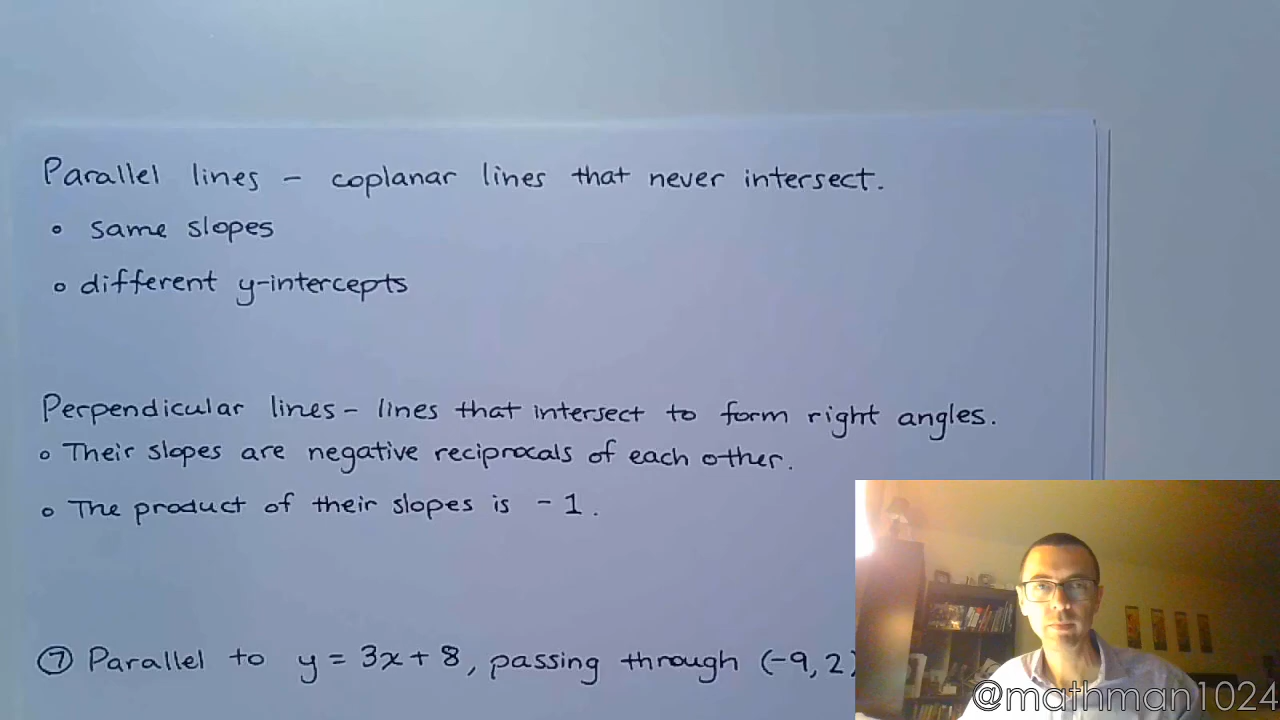 Parallel lines - coplanar lines that never intersect.
• same slopes
• different y-intercepts
Perpendicular lines - lines that intersect to form right angles.
• Their slopes are negative reciprocals of each other.
• The product of their slopes is -1.
⑦ Parallel to y = 3x + 8, passing through (-9, 2)
@mathman1024